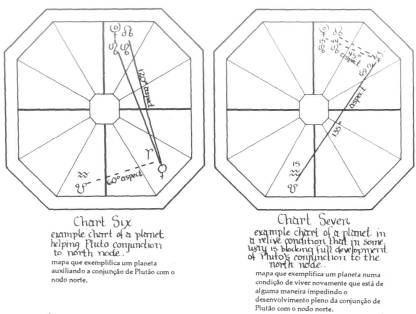 120° aspect
60° aspect
Chart Six
example chart of a planet
helping Pluto conjunction
to north node..
mapa que exemplifica um planeta
auxiliando a conjunção de Plutão com o
nodo norte.
135° aspect
15
Chart Seven
example chart of a planet in
a relive condition that in some
way is blocking full development
of Pluto's conjunction to the
north node..
mapa que exemplifica um planeta numa
condição de viver novamente que está de
alguma maneira impedindo o
desenvolvimento pleno da conjunção de
Plutão com o nodo norte.